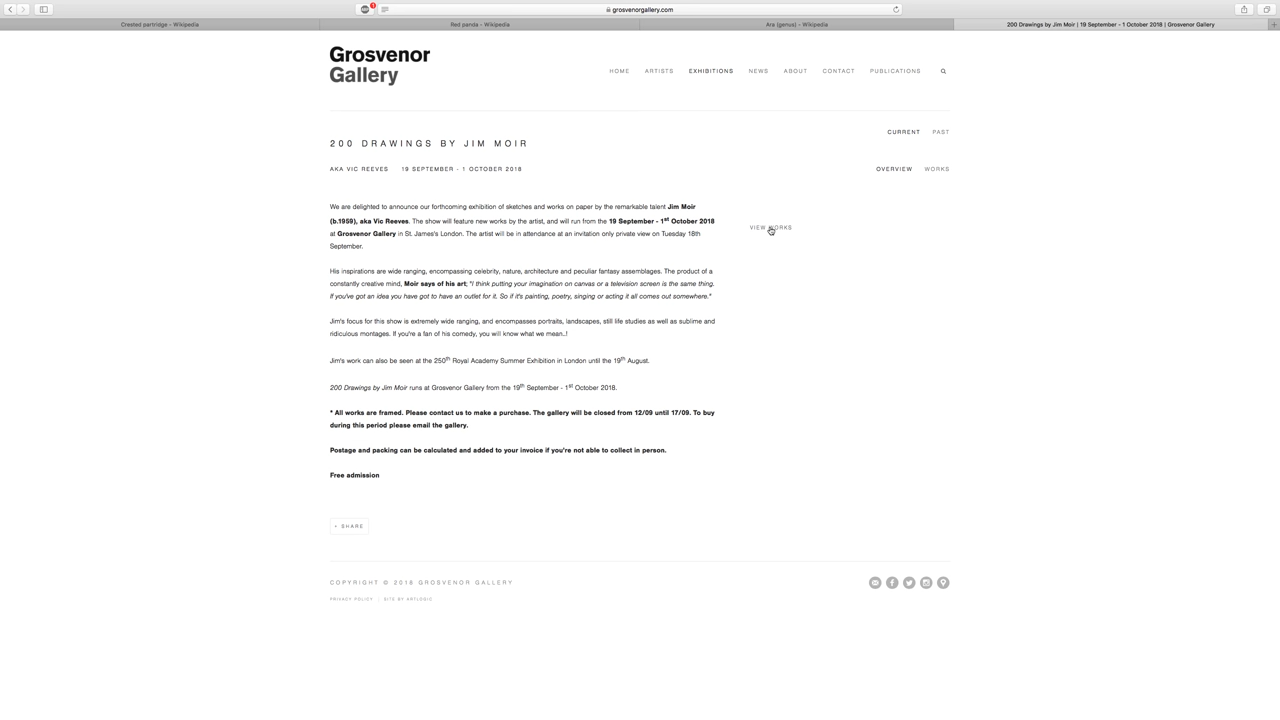 1
grosvenorgallery.com
Crested partridge - Wikipedia
Red panda - Wikipedia
Ara (genus) - Wikipedia
200 Drawings by Jim Moir | 19 September - 1 October 2018 | Grosvenor Gallery
Grosvenor
Gallery
HOME ARTISTS EXHIBITIONS NEWS ABOUT CONTACT PUBLICATIONS
CURRENT PAST
200 DRAWINGS BY JIM MOIR
AKA VIC REEVES 19 SEPTEMBER - 1 OCTOBER 2018
OVERVIEW WORKS
We are delighted to announce our forthcoming exhibition of sketches and works on paper by the remarkable talent Jim Moir
(b.1959), aka Vic Reeves. The show will feature new works by the artist, and will run from the 19 September - 1st October 2018
at Grosvenor Gallery in St. James's London. The artist will be in attendance at an invitation only private view on Tuesday 18th
September.
VIEW WORKS
His inspirations are wide ranging, encompassing celebrity, nature, architecture and peculiar fantasy assemblages. The product of a
constantly creative mind, Moir says of his art; "I think putting your imagination on canvas or a television screen is the same thing.
If you've got an idea you have got to have an outlet for it. So if it's painting, poetry, singing or acting it all comes out somewhere."
Jim's focus for this show is extremely wide ranging, and encompasses portraits, landscapes, still life studies as well as sublime and
ridiculous montages. If you're a fan of his comedy, you will know what we mean..!
Jim's work can also be seen at the 250th Royal Academy Summer Exhibition in London until the 19th August.
200 Drawings by Jim Moir runs at Grosvenor Gallery from the 19th September - 1st October 2018.
* All works are framed. Please contact us to make a purchase. The gallery will be closed from 12/09 until 17/09. To buy
during this period please email the gallery.
Postage and packing can be calculated and added to your invoice if you're not able to collect in person.
Free admission
+ SHARE
COPYRIGHT © 2018 GROSVENOR GALLERY
PRIVACY POLICY | SITE BY ARTLOGIC